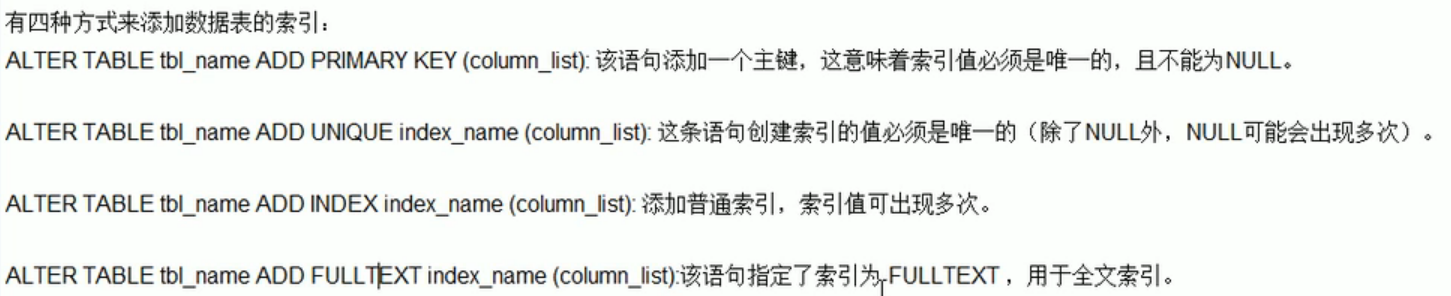 有四种方式来添加数据表的索引：
ALTER TABLE tbl_name ADD PRIMARY KEY (column_list): 该语句添加一个主键，这意味着索引值必须是唯一的，且不能为NULL。
ALTER TABLE tbl_name ADD UNIQUE index_name (column_list): 这条语句创建索引的值必须是唯一的（除了NULL外，NULL可能会出现多次）。
ALTER TABLE tbl_name ADD INDEX index_name (column_list): 添加普通索引，索引值可出现多次。
ALTER TABLE tbl_name ADD FULLTEXT index_name (column_list):该语句指定了索引为 FULLTEXT ，用于全文索引。